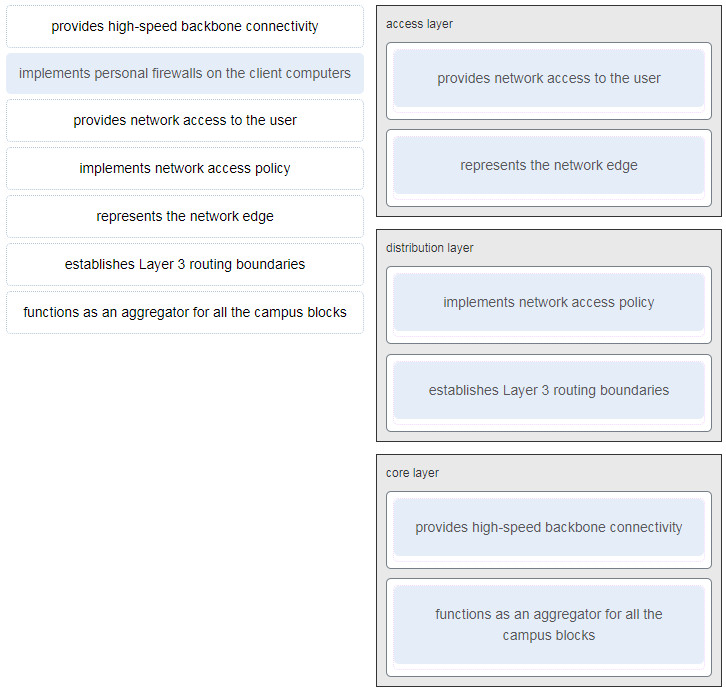 provides high-speed backbone connectivity
implements personal firewalls on the client computers
provides network access to the user
implements network access policy
represents the network edge
establishes Layer 3 routing boundaries
functions as an aggregator for all the campus blocks
access layer
provides network access to the user
represents the network edge
distribution layer
implements network access policy
establishes Layer 3 routing boundaries
core layer
provides high-speed backbone connectivity
functions as an aggregator for all the
campus blocks